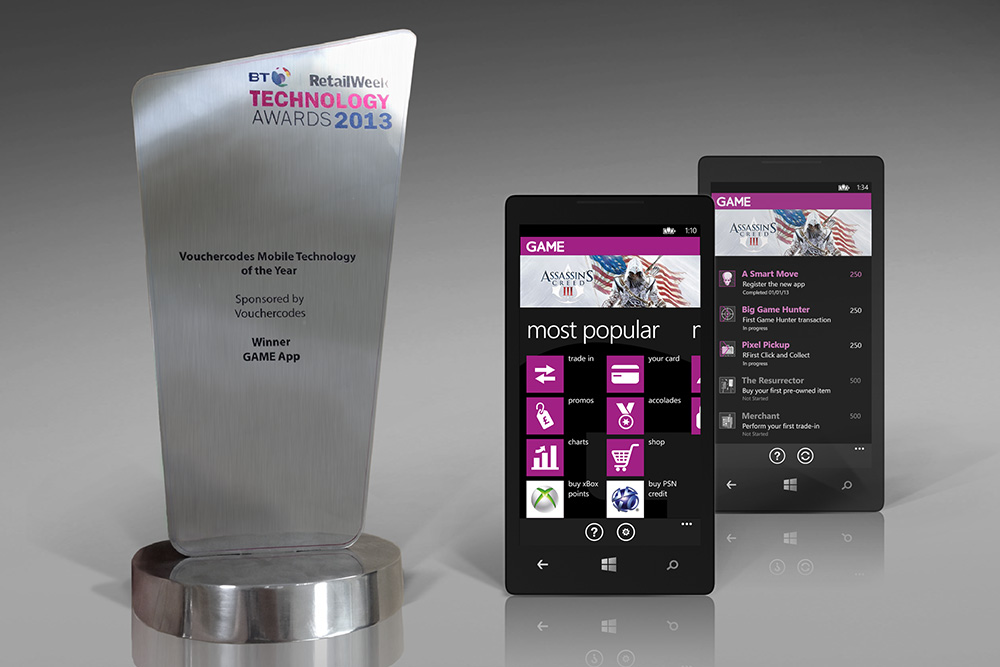 BT RetailWeek
TECHNOLOGY
AWARDS 2013
Vouchercodes Mobile Technology
of the Year
Sponsored by
Vouchercodes
Winner
GAME App
1:10
GAME
ASSASSIN'S
CREED
III
most popular
trade in
your card
promos
accolades
charts
shop
buy xBox
points
buy PSN
credit
1:34
GAME
ASSASSIN'S
CREED
III
A Smart Move 250
Register the new app
Completed 01/01/13
Big Game Hunter 250
First Game Hunter transaction
In progress
Pixel Pickup 250
RFirst Click and Collect
In progress
The Resurrector 500
Buy your first pre-owned item
Not Started
Merchant 500
Perform your first trade-in
Not Started